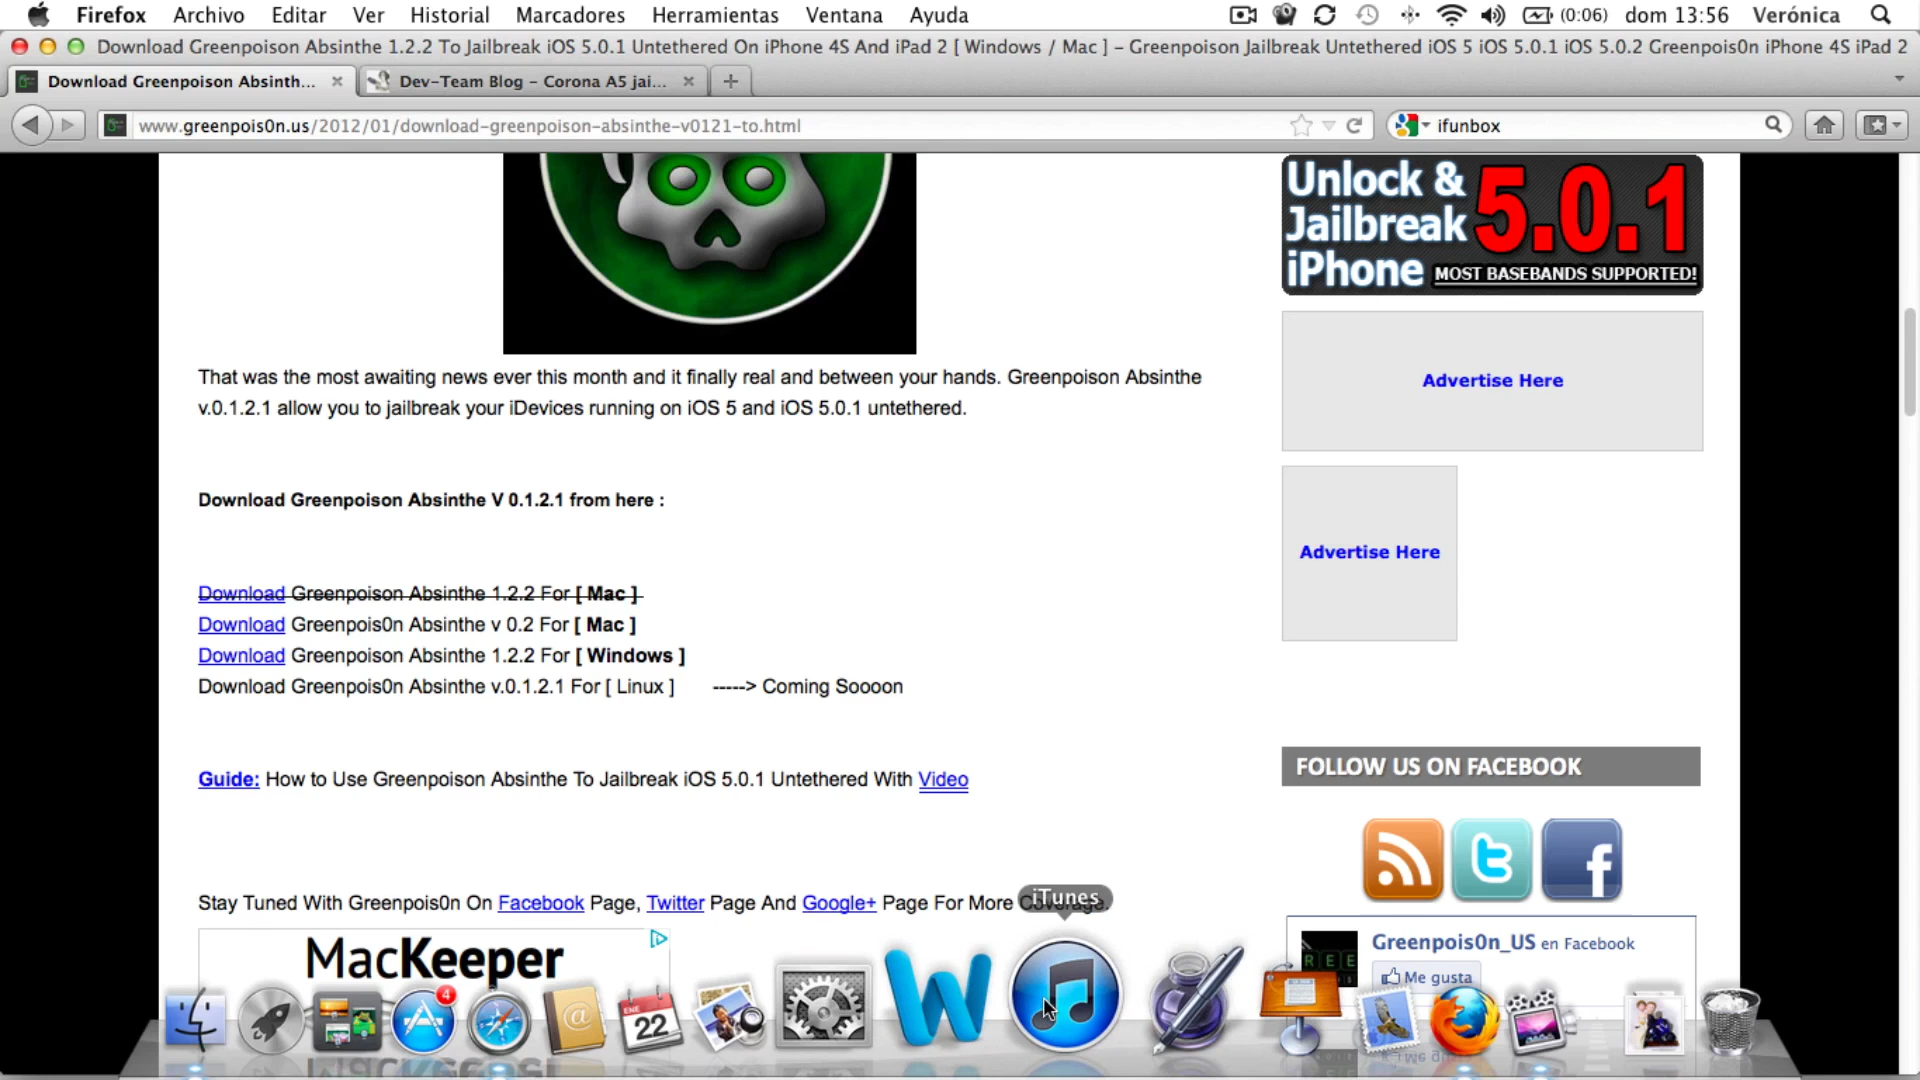 Firefox Archivo Editar Ver Historial Marcadores Herramientas Ventana Ayuda (0:06) dom 13:56 Verónica
Download Greenpoison Absinthe 1.2.2 To Jailbreak iOS 5.0.1 Untethered On iPhone 4S And iPad 2 [ Windows / Mac ] – Greenpoison Jailbreak Untethered iOS 5 iOS 5.0.1 iOS 5.0.2 Greenpois0n iPhone 4S iPad 2
Download Greenpoison Absinth... Dev-Team Blog – Corona A5 jai...
www.greenpois0n.us/2012/01/download-greenpoison-absinthe-v0121-to.html ifunbox
Unlock &
Jailbreak
iPhone
5.0.1
MOST BASEBANDS SUPPORTED!
That was the most awaiting news ever this month and it finally real and between your hands. Greenpoison Absinthe
v.0.1.2.1 allow you to jailbreak your iDevices running on iOS 5 and iOS 5.0.1 untethered.
Advertise Here
Download Greenpoison Absinthe V 0.1.2.1 from here :
Advertise Here
Download Greenpoison Absinthe 1.2.2 For [ Mac ]
Download Greenpois0n Absinthe v 0.2 For [ Mac ]
Download Greenpoison Absinthe 1.2.2 For [ Windows ]
Download Greenpois0n Absinthe v.0.1.2.1 For [ Linux ] -----> Coming Soooon
Guide: How to Use Greenpoison Absinthe To Jailbreak iOS 5.0.1 Untethered With Video
FOLLOW US ON FACEBOOK
Stay Tuned With Greenpois0n On Facebook Page, Twitter Page And Google+ Page For More
iTunes
MacKeeper
Greenpois0n_US en Facebook
Me gusta
REE
4
ENE
22